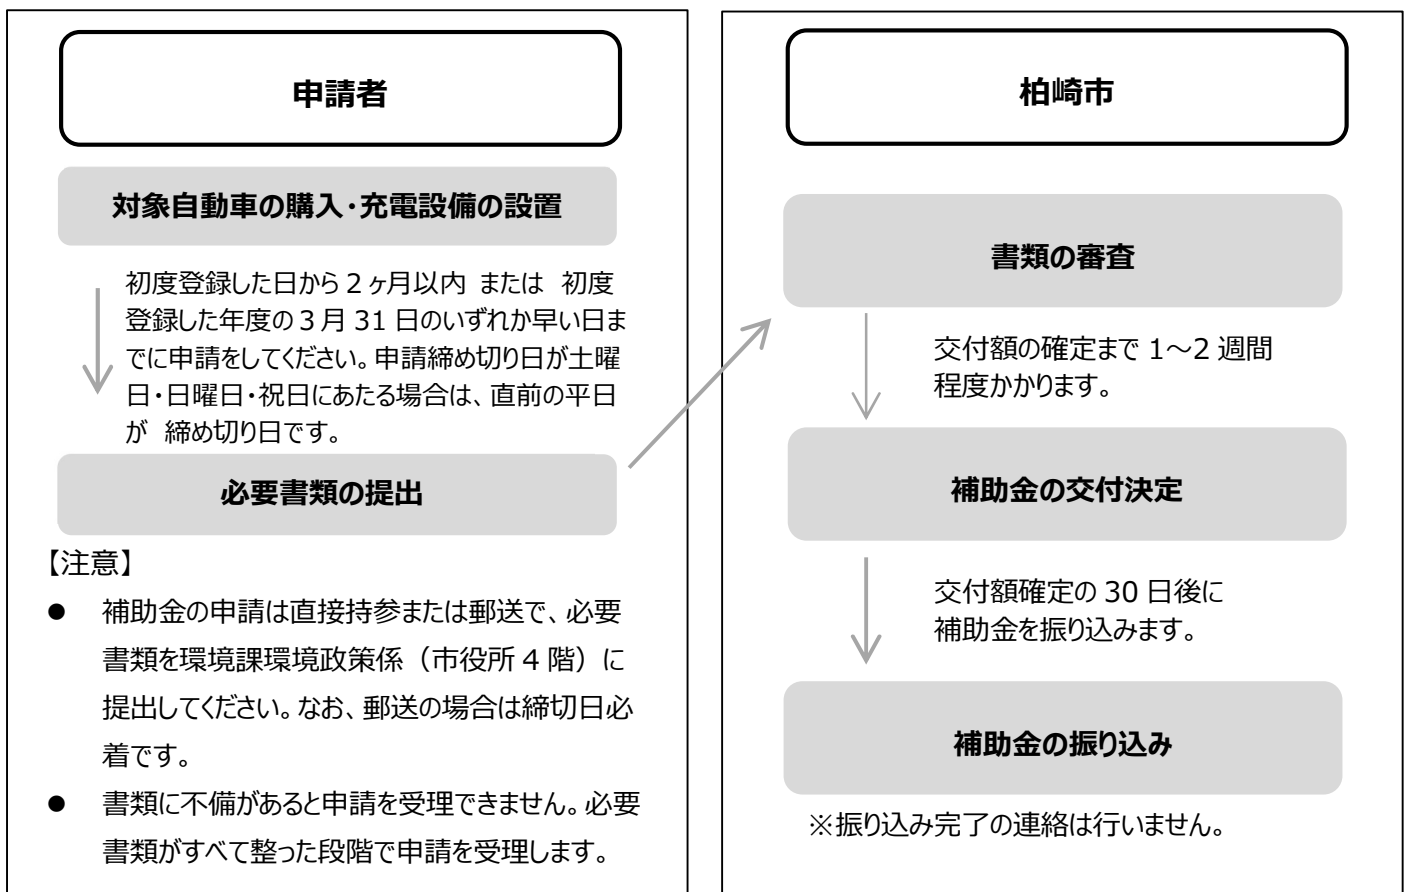 申請者
対象自動車の購入・充電設備の設置
初度登録した日から2ヶ月以内 または 初度
登録した年度の3月31日のいずれか早い日ま
でに申請をしてください。申請締め切り日が土曜
日・日曜日・祝日にあたる場合は、直前の平日
が 締め切り日です。
必要書類の提出
【注意】
● 補助金の申請は直接持参または郵送で、必要
書類を環境課環境政策係（市役所4階）に
提出してください。なお、郵送の場合は締切日必
着です。
● 書類に不備があると申請を受理できません。必要
書類がすべて整った段階で申請を受理します。
柏崎市
書類の審査
交付額の確定まで1～2週間
程度かかります。
補助金の交付決定
交付額確定の30日後に
補助金を振り込みます。
補助金の振り込み
※振り込み完了の連絡は行いません。